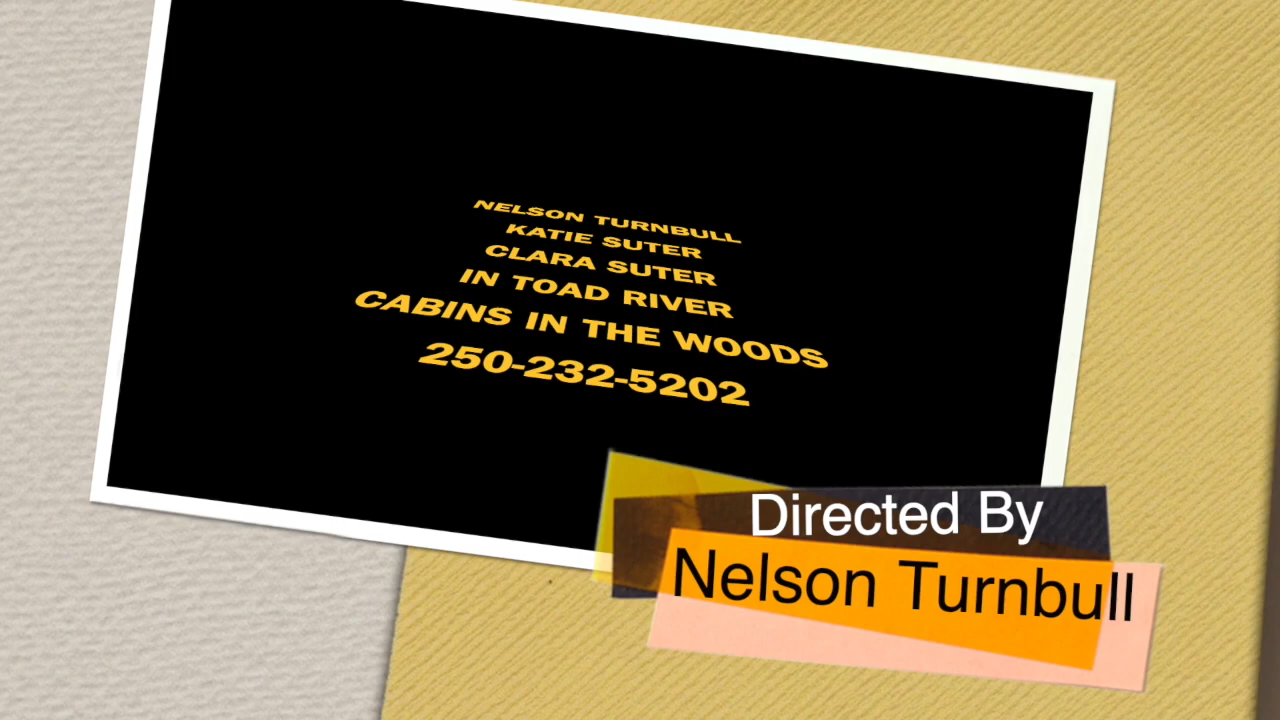 NELSON TURNBULL
KATIE SUTER
CLARA SUTER
IN TOAD RIVER
CABINS IN THE WOODS
250-232-5202
Directed By
Nelson Turnbull